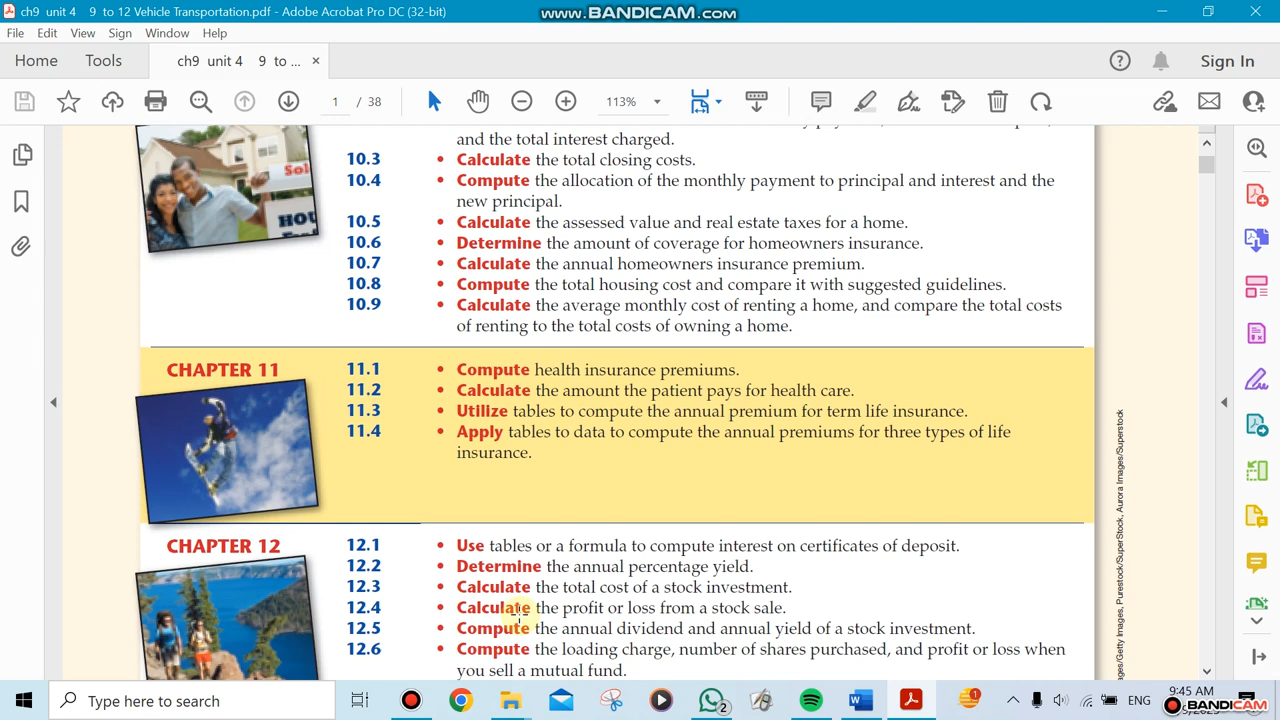 ch9 unit 4 9 to 12 Vehicle Transportation.pdf - Adobe Acrobat Pro DC (32-bit)
www.BANDICAM.com
File Edit View Sign Window Help
Home Tools ch9 unit 4 9 to ... × Sign In
1 / 38 113%
and the total interest charged.
10.3 • Calculate the total closing costs.
10.4 • Compute the allocation of the monthly payment to principal and interest and the
new principal.
10.5 • Calculate the assessed value and real estate taxes for a home.
10.6 • Determine the amount of coverage for homeowners insurance.
10.7 • Calculate the annual homeowners insurance premium.
10.8 • Compute the total housing cost and compare it with suggested guidelines.
10.9 • Calculate the average monthly cost of renting a home, and compare the total costs
of renting to the total costs of owning a home.
CHAPTER 11
11.1 • Compute health insurance premiums.
11.2 • Calculate the amount the patient pays for health care.
11.3 • Utilize tables to compute the annual premium for term life insurance.
11.4 • Apply tables to data to compute the annual premiums for three types of life
insurance.
CHAPTER 12
12.1 • Use tables or a formula to compute interest on certificates of deposit.
12.2 • Determine the annual percentage yield.
12.3 • Calculate the total cost of a stock investment.
12.4 • Calculate the profit or loss from a stock sale.
12.5 • Compute the annual dividend and annual yield of a stock investment.
12.6 • Compute the loading charge, number of shares purchased, and profit or loss when
you sell a mutual fund.
Images, Purestock/SuperStock, Aurora Images/Superstock
Type here to search
2
1
ENG
9:45 AM
BANDICAM